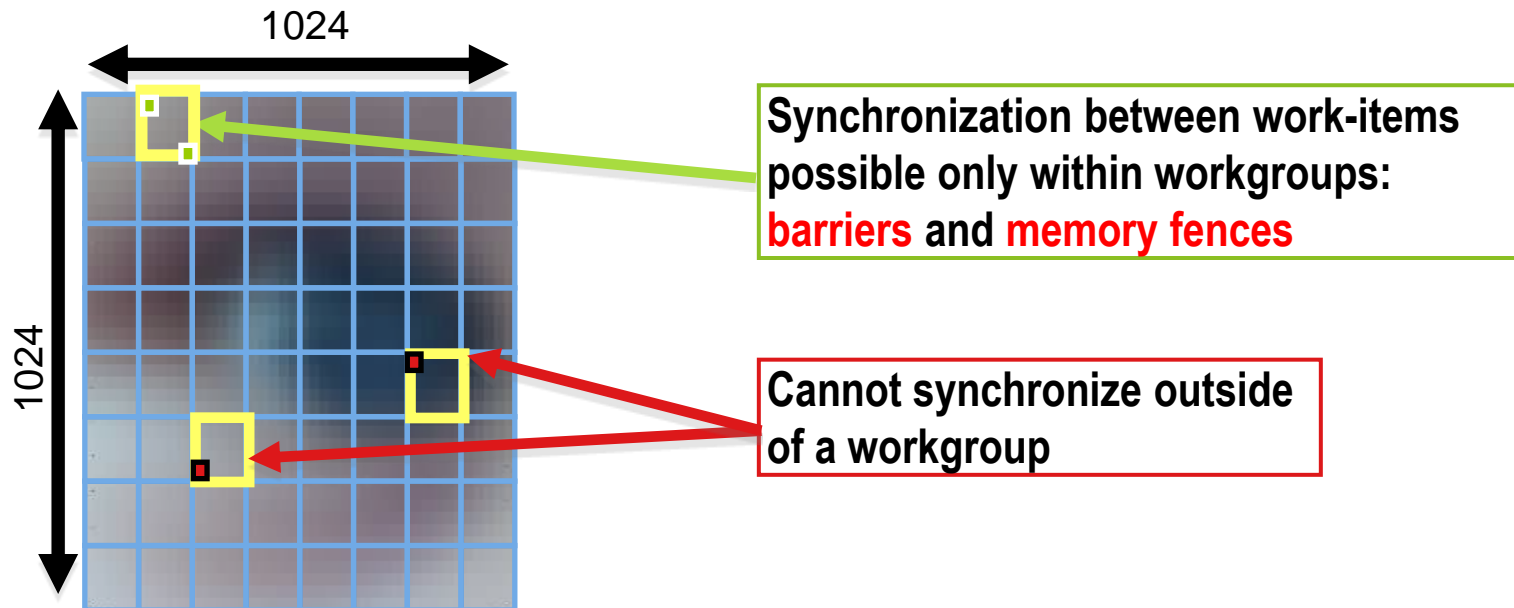 1024
1024
Synchronization between work-items
possible only within workgroups:
barriers and memory fences
Cannot synchronize outside
of a workgroup